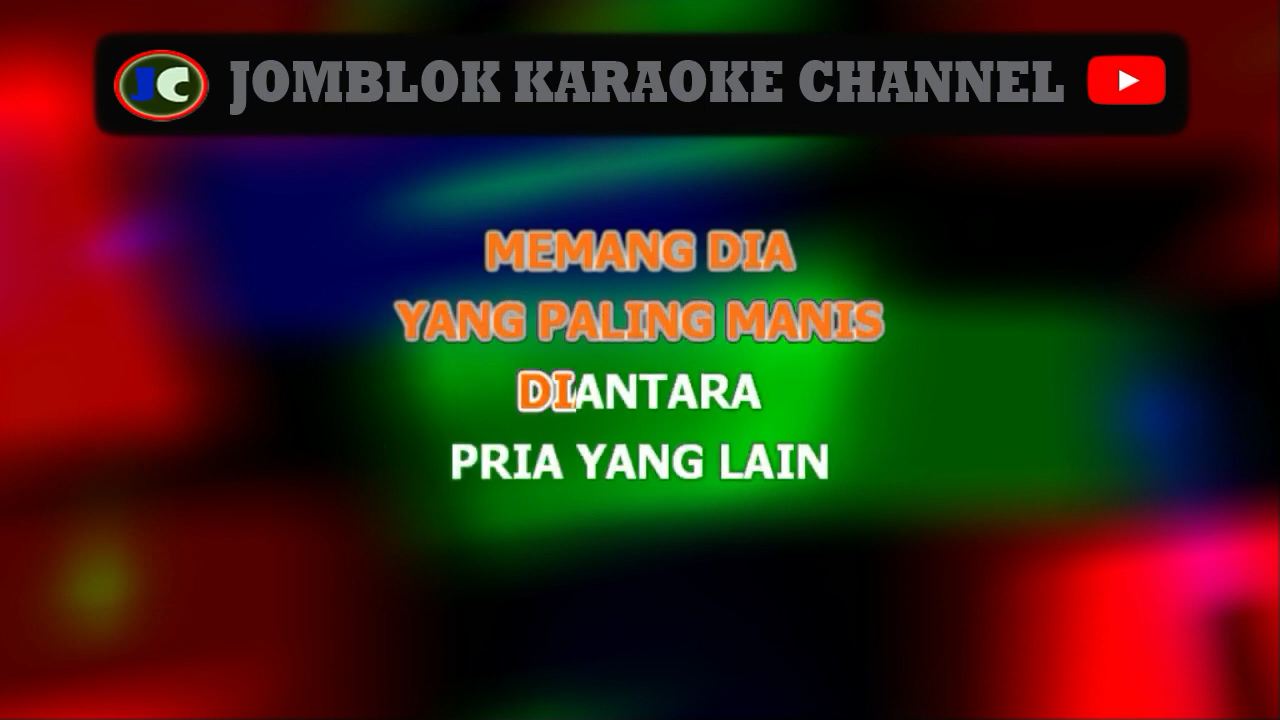 JC JOMBLOK KARAOKE CHANNEL
MEMANG DIA
YANG PALING MANIS
DIANTARA
PRIA YANG LAIN